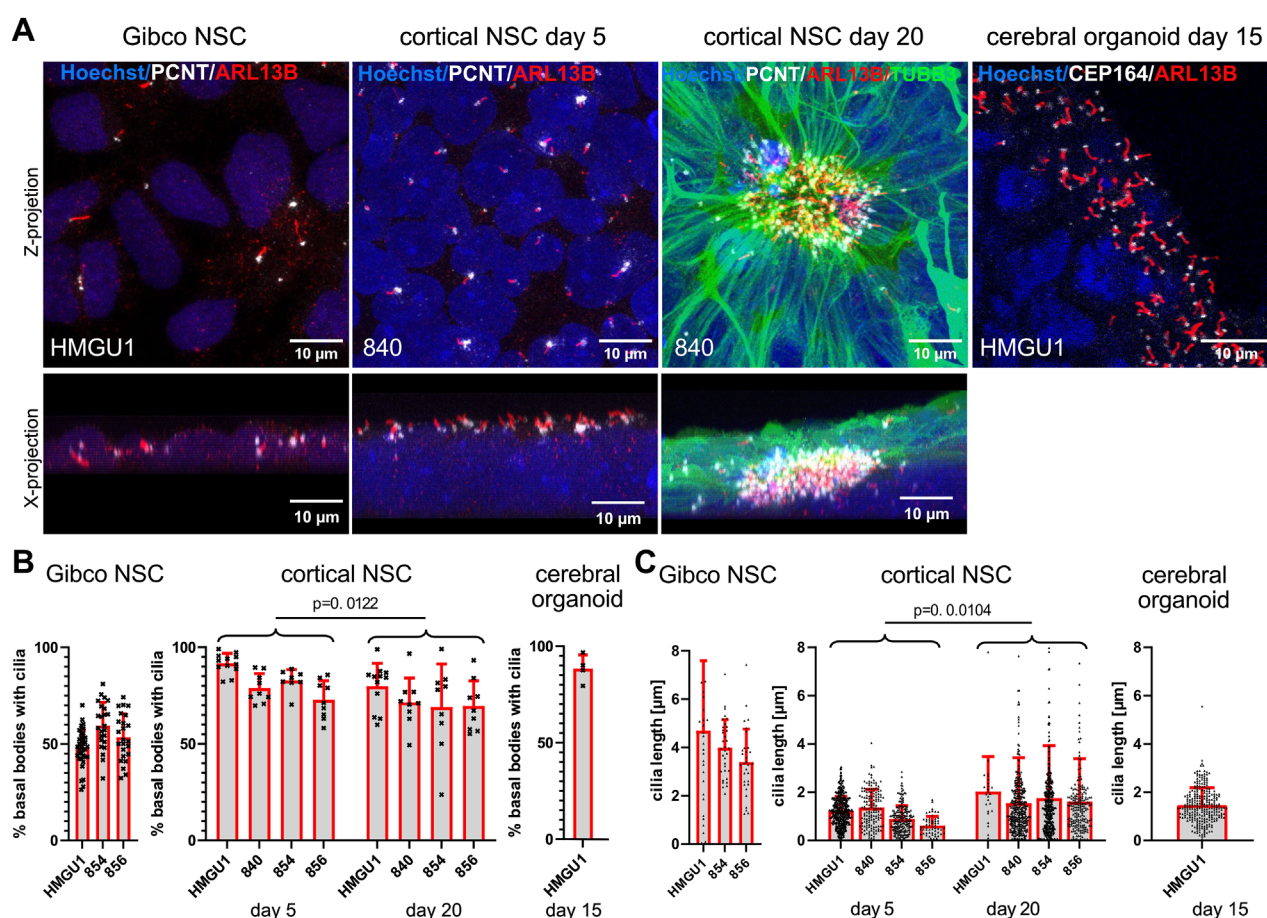 A
Gibco NSC
cortical NSC day 5
cortical NSC day 20
cerebral organoid day 15
Hoechst/PCNT/ARL13B
Hoechst/PCNT/ARL13B
Hoechst/PCNT/ARL13B/TUBB3
Hoechst/CEP164/ARL13B
Z-projetion
HMGU1
10 µm
840
10 µm
840
10 µm
HMGU1
10 µm
X-projection
10 µm
10 µm
10 µm
B
Gibco NSC
cortical NSC
cerebral
organoid
p=0. 0122
% basal bodies with cilia
100
50
0
HMGU1
854
856
% basal bodies with cilia
100
50
0
HMGU1
840
854
856
day 5
HMGU1
840
854
856
day 20
% basal bodies with cilia
100
50
0
HMGU1
day 15
C
Gibco NSC
cortical NSC
cerebral
organoid
p=0. 0.0104
cilia length [µm]
8
6
4
2
0
HMGU1
854
856
cilia length [µm]
8
6
4
2
0
HMGU1
840
854
856
day 5
HMGU1
840
854
856
day 20
cilia length [µm]
8
6
4
2
0
HMGU1
day 15